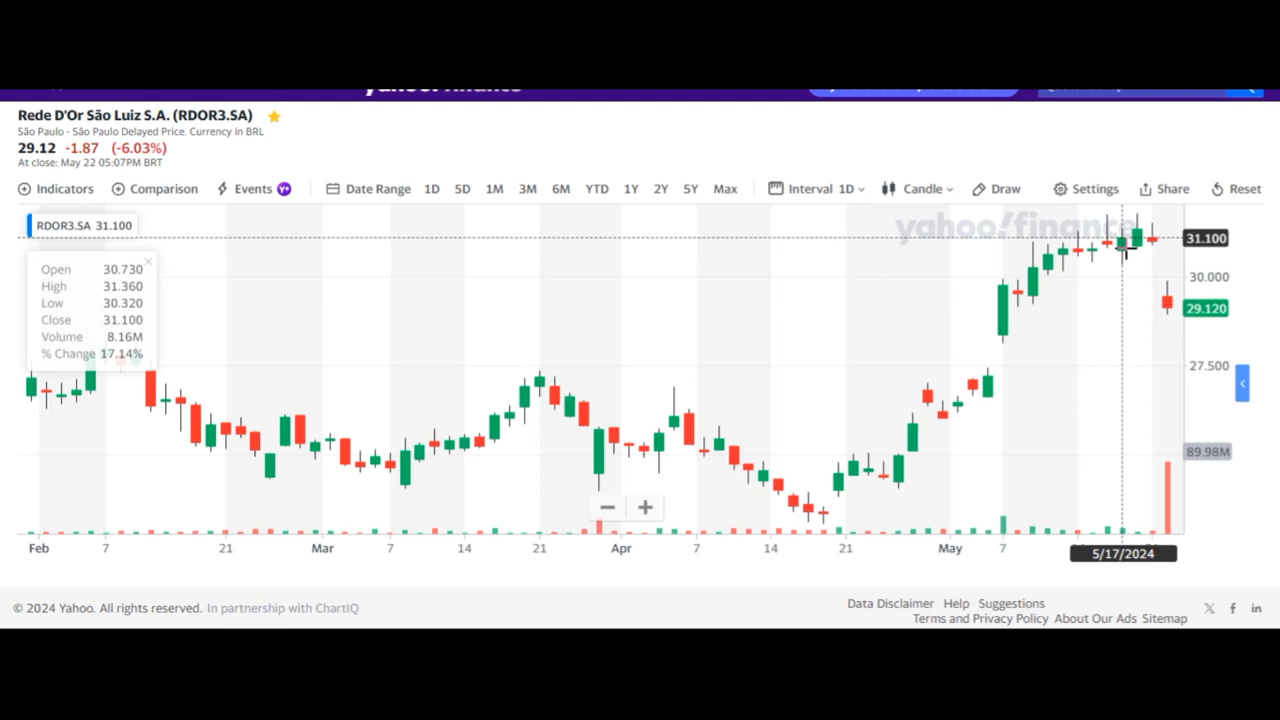 Rede D'Or São Luiz S.A. (RDOR3.SA)
São Paulo - São Paulo Delayed Price. Currency in BRL
29.12 -1.87 (-6.03%)
At close: May 22 05:07PM BRT
Indicators Comparison Events Y+ Date Range 1D 5D 1M 3M 6M YTD 1Y 2Y 5Y Max Interval 1D Candle Draw Settings Share Reset
RDOR3.SA 31.100
yahoo!finance
31.100
Open 30.730
High 31.360
Low 30.320
Close 31.100
Volume 8.16M
% Change 17.14%
30.000
29.120
27.500
89.98M
Feb 7 21 Mar 7 14 21 Apr 7 14 21 May 7
5/17/2024
© 2024 Yahoo. All rights reserved. In partnership with ChartIQ
Data Disclaimer Help Suggestions
Terms and Privacy Policy About Our Ads Sitemap